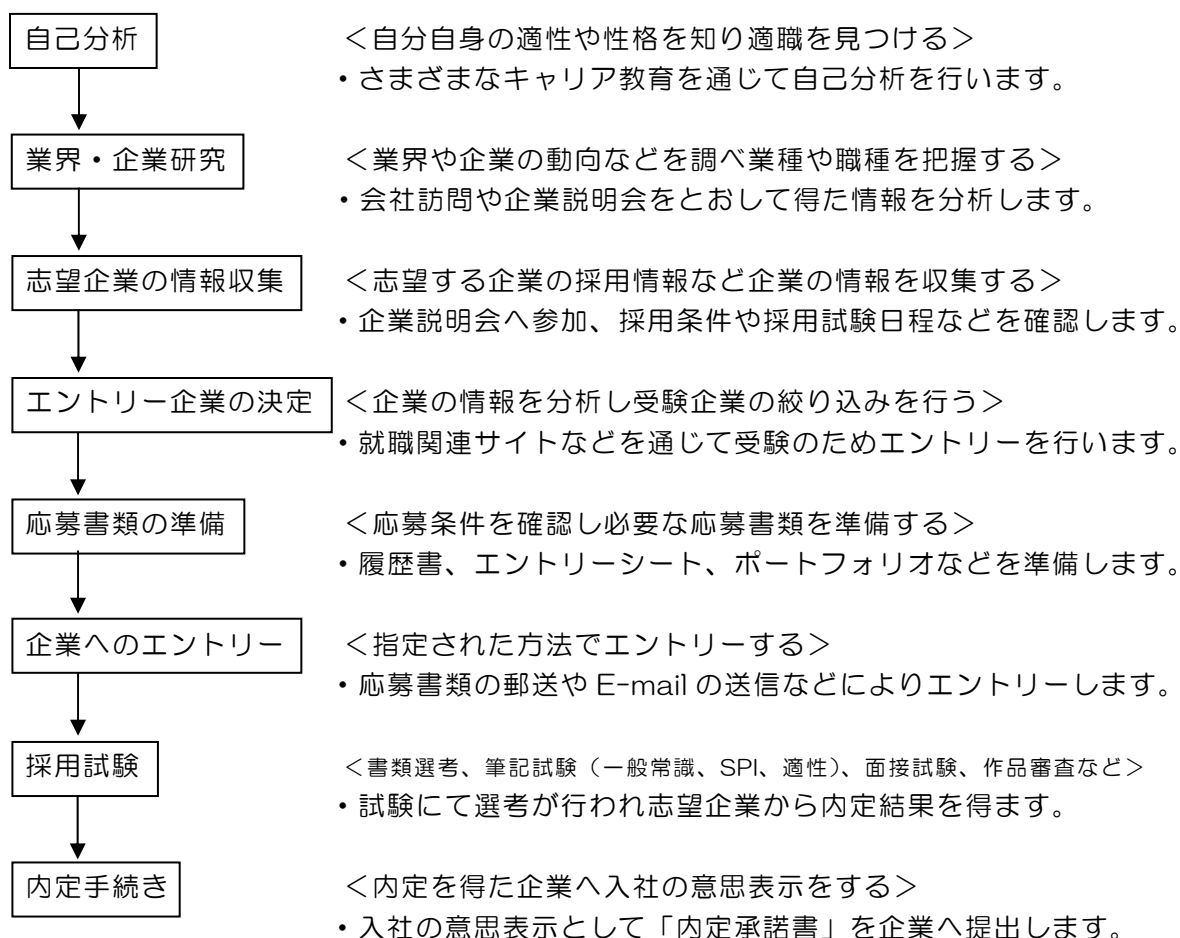 自己分析
＜自分自身の適性や性格を知り適職を見つける＞
・さまざまなキャリア教育を通じて自己分析を行います。
業界・企業研究
＜業界や企業の動向などを調べ業種や職種を把握する＞
・会社訪問や企業説明会をとおして得た情報を分析します。
志望企業の情報収集
＜志望する企業の採用情報など企業の情報を収集する＞
・企業説明会へ参加、採用条件や採用試験日程などを確認します。
エントリー企業の決定
＜企業の情報を分析し受験企業の絞り込みを行う＞
・就職関連サイトなどを通じて受験のためエントリーを行います。
応募書類の準備
＜応募条件を確認し必要な応募書類を準備する＞
・履歴書、エントリーシート、ポートフォリオなどを準備します。
企業へのエントリー
＜指定された方法でエントリーする＞
・応募書類の郵送や E-mail の送信などによりエントリーします。
採用試験
＜書類選考、筆記試験（一般常識、SPI、適性）、面接試験、作品審査など＞
・試験にて選考が行われ志望企業から内定結果を得ます。
内定手続き
＜内定を得た企業へ入社の意思表示をする＞
・入社の意思表示として「内定承諾書」を企業へ提出します。